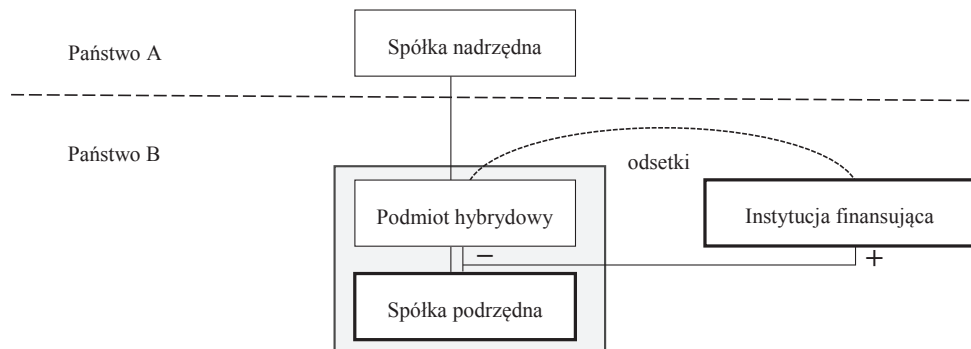 Spółka nadrzędna
Państwo A
Państwo B
odsetki
Podmiot hybrydowy
Instytucja finansująca
−
+
Spółka podrzędna